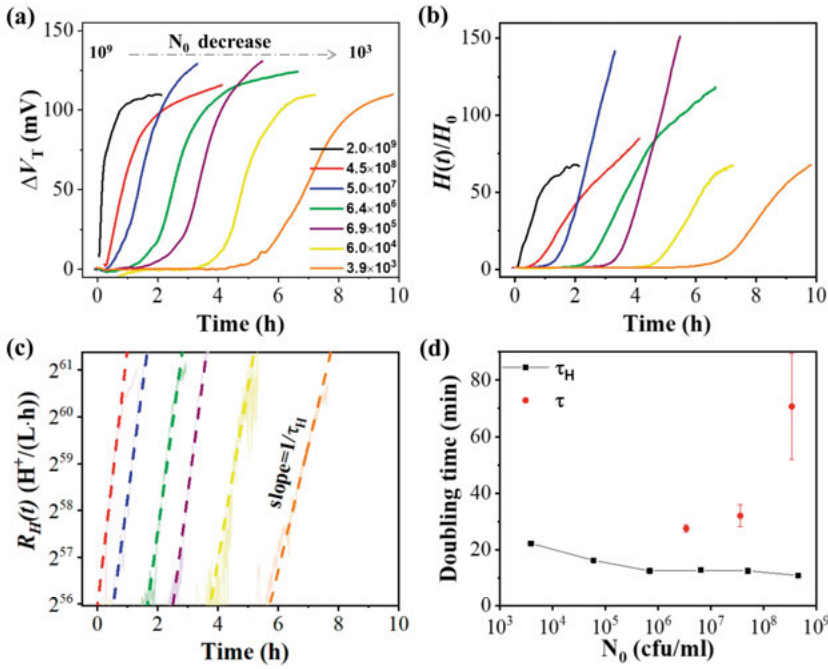 (a)
150
100
50
0
ΔV_T (mV)
10⁹ N₀ decrease 10³
2.0×10⁹
4.5×10⁸
5.0×10⁷
6.4×10⁶
6.9×10⁵
6.0×10⁴
3.9×10³
0 2 4 6 8 10
Time (h)
(b)
150
100
50
0
H(t)/H₀
0 2 4 6 8 10
Time (h)
(c)
2⁶¹
2⁶⁰
2⁵⁹
2⁵⁸
2⁵⁷
2⁵⁶
R_H(t) (H⁺/(L·h)
slope=1/τ_H
0 2 4 6 8 10
Time (h)
(d)
80
60
40
20
0
Doubling time (min)
τ_H
τ
10³ 10⁴ 10⁵ 10⁶ 10⁷ 10⁸ 10⁹
N₀ (cfu/ml)